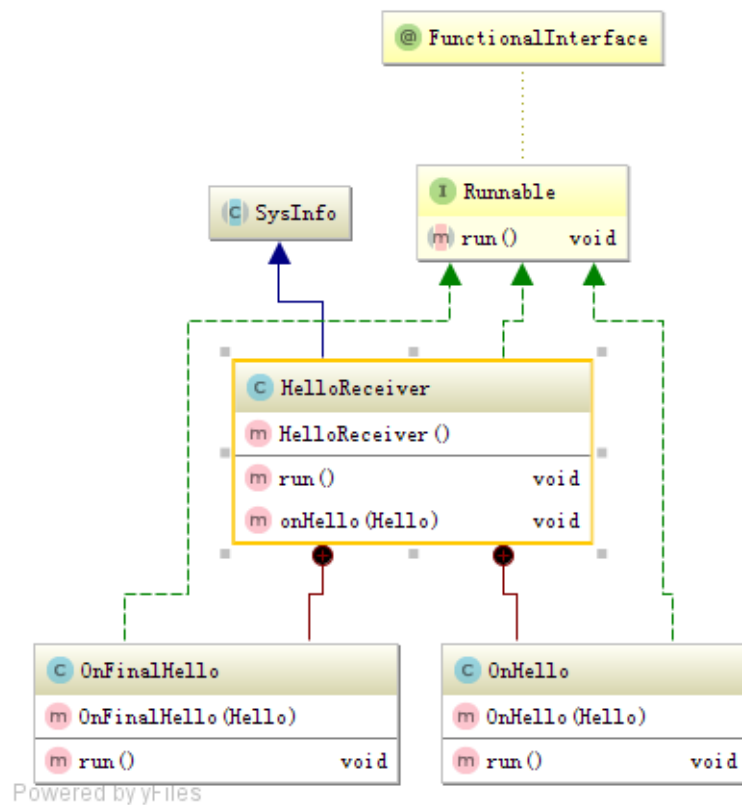 @ FunctionalInterface
I Runnable
m run() void
C SysInfo
C HelloReceiver
m HelloReceiver()
m run() void
m onHello(Hello) void
C OnFinalHello
m OnFinalHello(Hello)
m run() void
C OnHello
m OnHello(Hello)
m run() void
Powered by yFiles